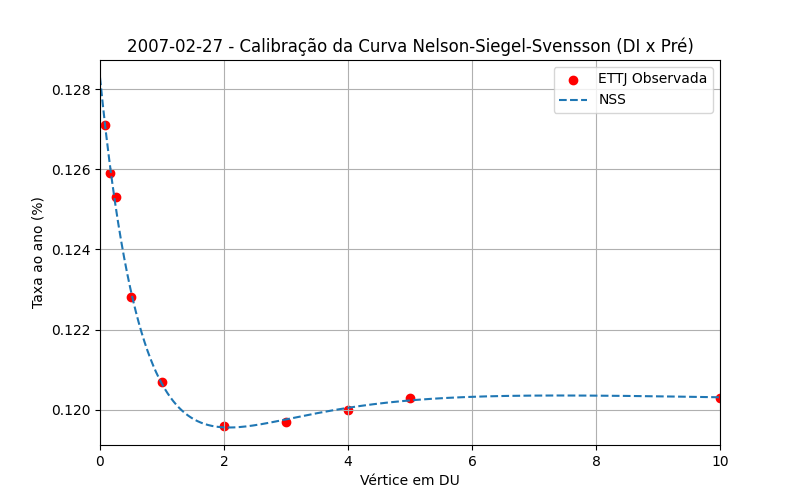 2007-02-27 - Calibração da Curva Nelson-Siegel-Svensson (DI x Pré)
ETTJ Observada
NSS
Taxa ao ano (%)
0.128
0.126
0.124
0.122
0.120
0 2 4 6 8 10
Vértice em DU